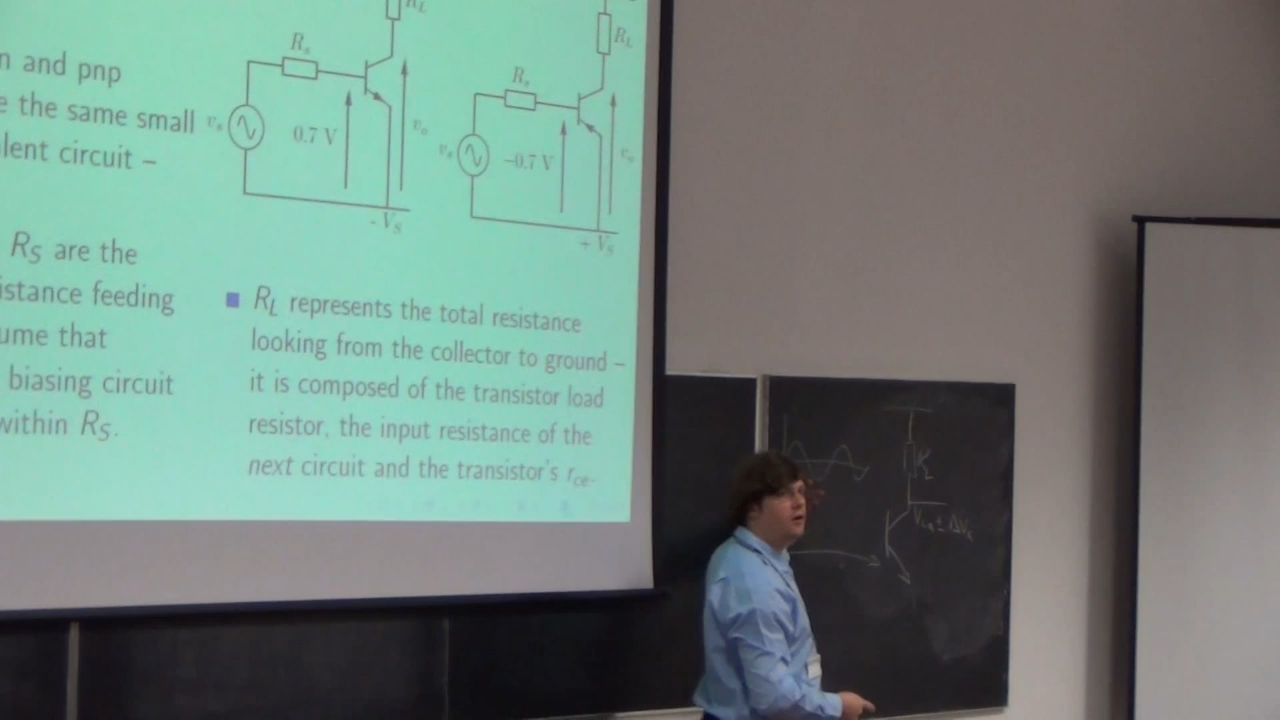 n and pnp
e the same small
lent circuit –
R_S are the
istance feeding
ume that
biasing circuit
within R_S.
R_L
R_s
v_s
0.7 V
v_o
- V_S
R_L
R_s
v_s
–0.7 V
v_o
+ V_S
R_L represents the total resistance
looking from the collector to ground –
it is composed of the transistor load
resistor, the input resistance of the
next circuit and the transistor's r_ce.
R_L